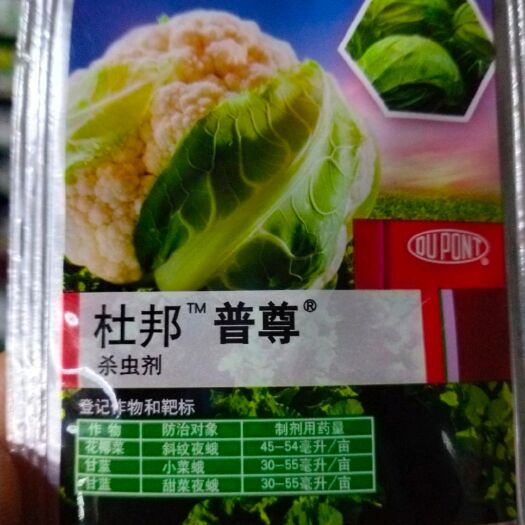 DU PONT®
杜邦™ 普尊®
杀虫剂
登记作物和靶标
作物 防治对象 制剂用药量
花椰菜 斜纹夜蛾 45—54毫升/亩
甘蓝 小菜蛾 30—55毫升/亩
甘蓝 甜菜夜蛾 30—55毫升/亩